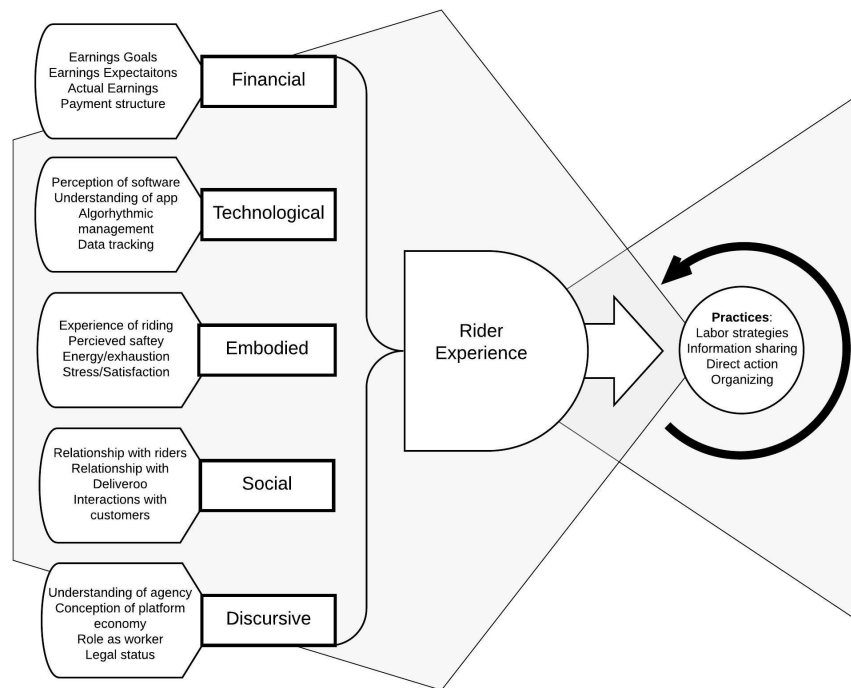 Earnings Goals
Earnings Expectaitons
Actual Earnings
Payment structure
Financial
Perception of software
Understanding of app
Algorhythmic
management
Data tracking
Technological
Experience of riding
Percieved saftey
Energy/exhaustion
Stress/Satisfaction
Embodied
Relationship with riders
Relationship with
Deliveroo
Interactions with
customers
Social
Understanding of agency
Conception of platform
economy
Role as worker
Legal status
Discursive
Rider
Experience
Practices:
Labor strategies
Information sharing
Direct action
Organizing